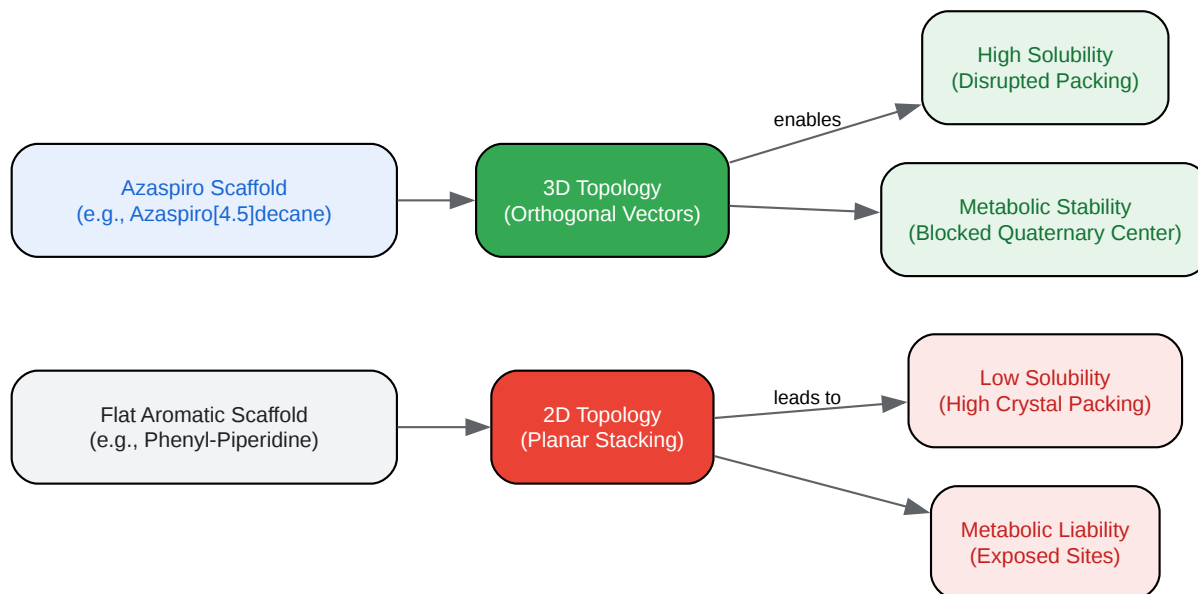 Azaspiro Scaffold
(e.g., Azaspiro[4.5]decane)
3D Topology
(Orthogonal Vectors)
enables
High Solubility
(Disrupted Packing)
Metabolic Stability
(Blocked Quaternary Center)
Flat Aromatic Scaffold
(e.g., Phenyl-Piperidine)
2D Topology
(Planar Stacking)
leads to
Low Solubility
(High Crystal Packing)
Metabolic Liability
(Exposed Sites)